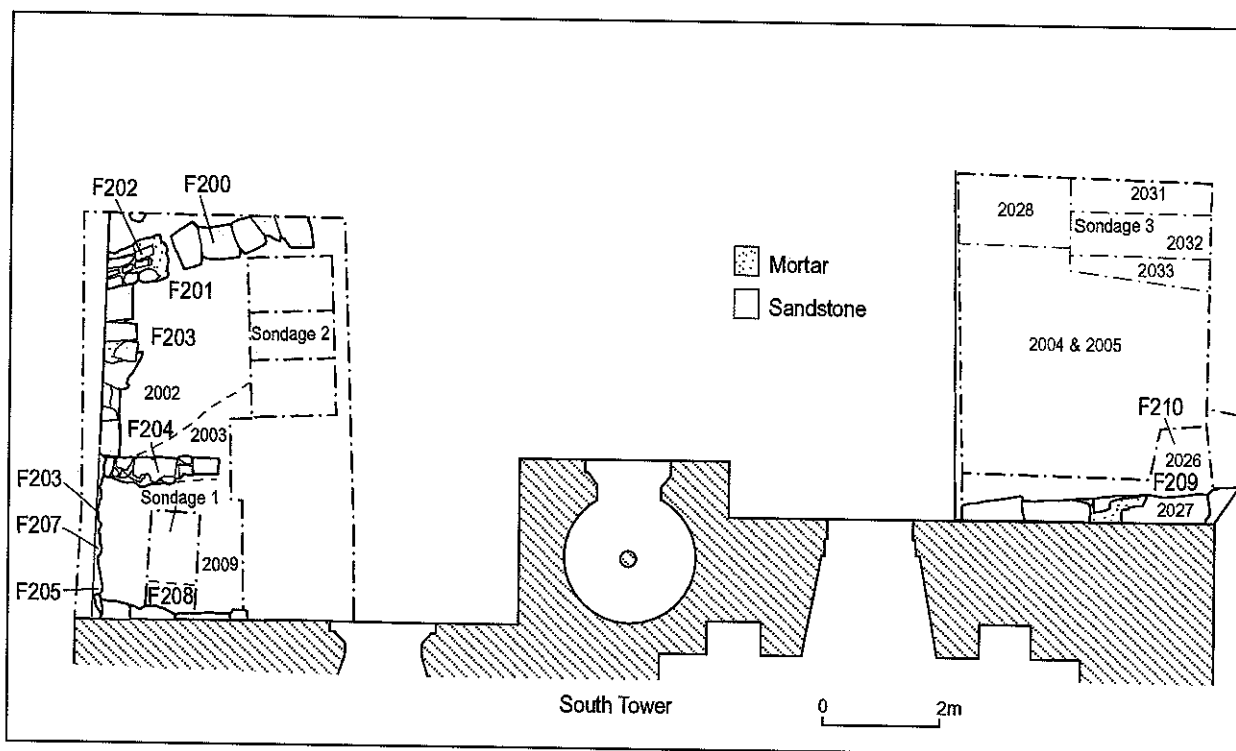 F202
F200
F201
F203
2002
F204
2003
Sondage 2
F203
Sondage 1
F207
2009
F205
F208
Mortar
Sandstone
2028
2031
Sondage 3
2032
2033
2004 & 2005
F210
2026
F209
2027
South Tower
0
2m